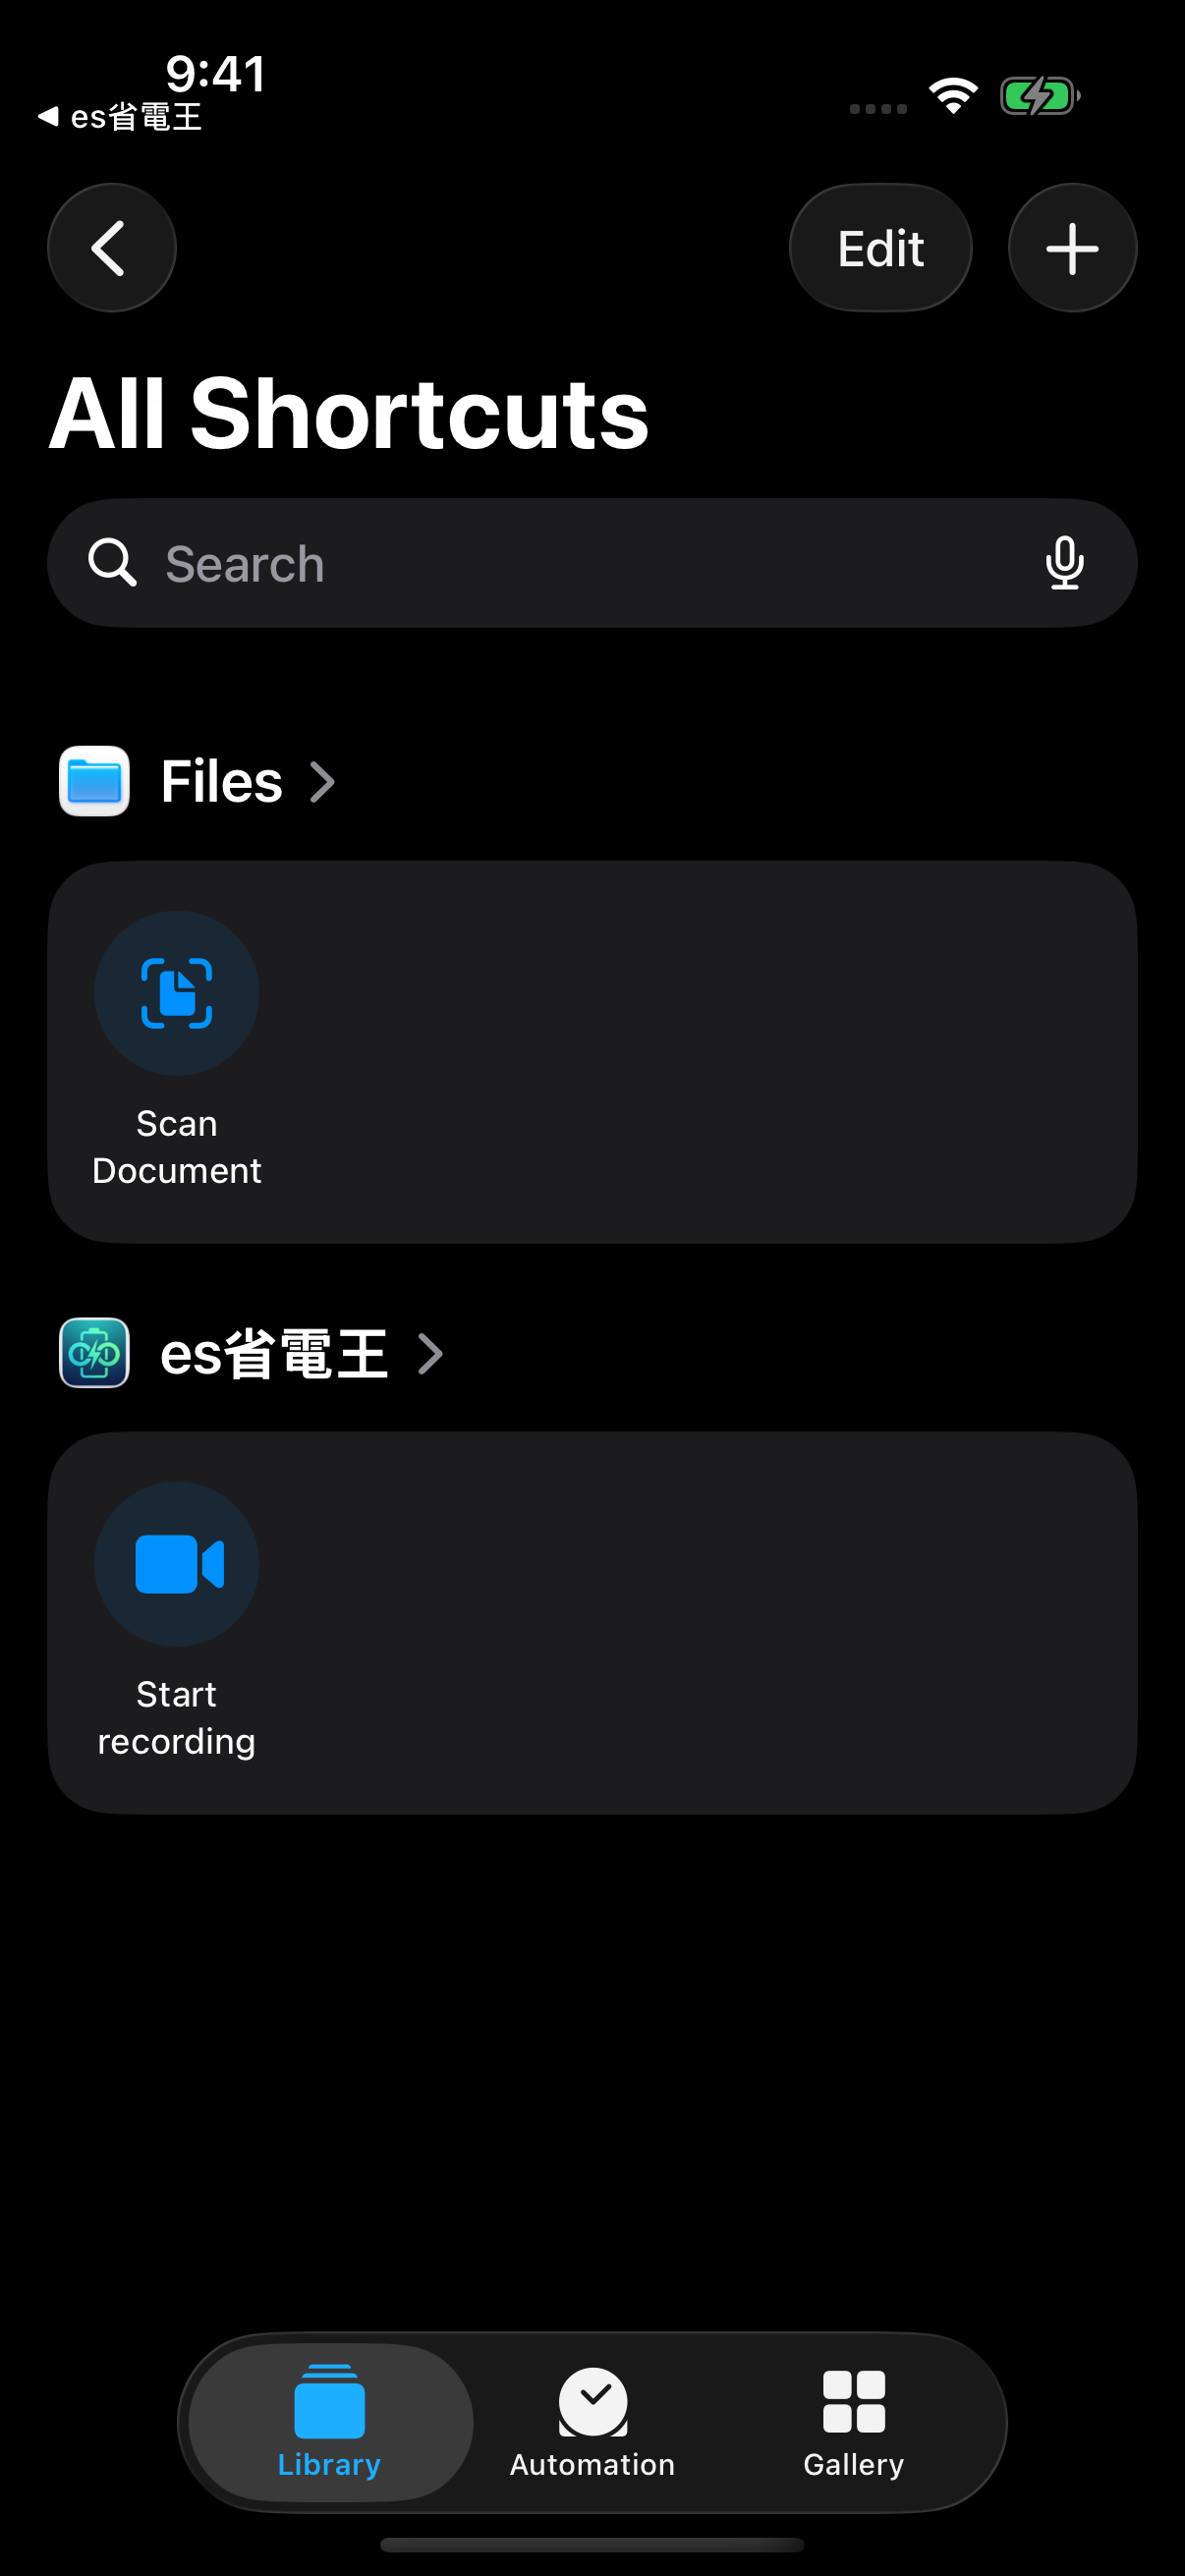 9:41
es省電王
Edit
All Shortcuts
Search
Files
Scan
Document
es省電王
Start
recording
Library
Automation
Gallery